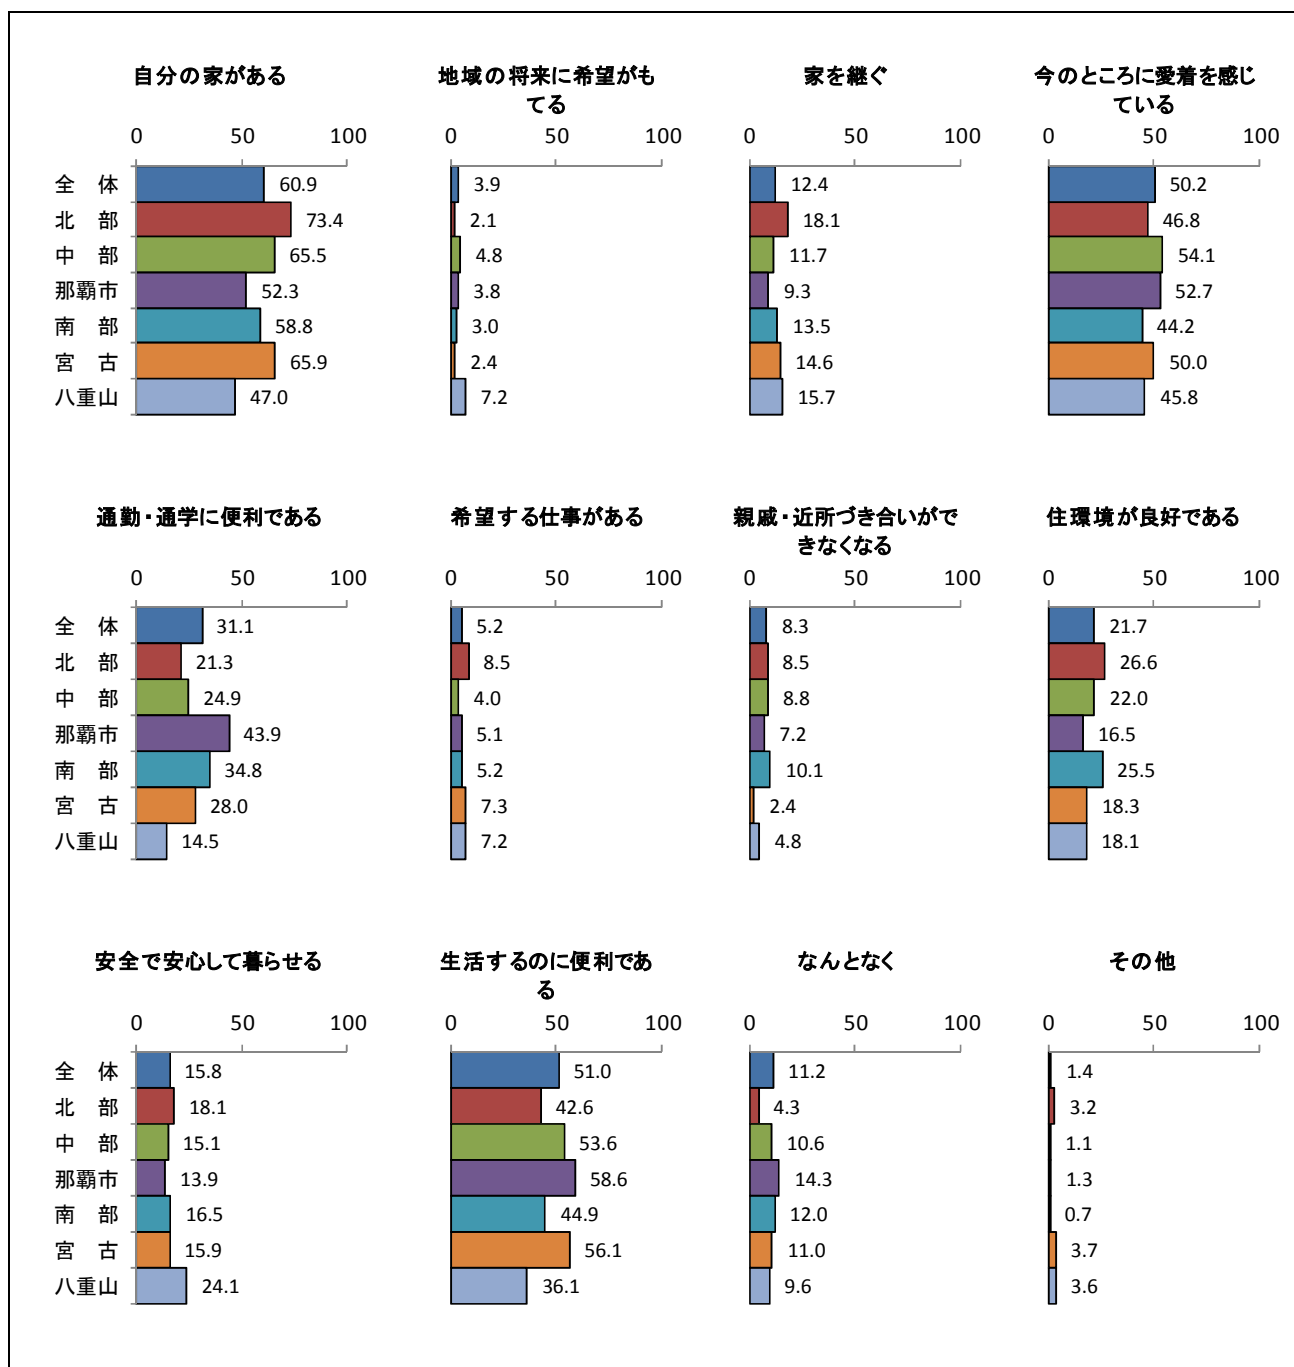 自分の家がある
地域の将来に希望がも
てる
家を継ぐ
今のところに愛着を感じ
ている
0 50 100
0 50 100
0 50 100
0 50 100
全 体 60.9 3.9 12.4 50.2
北 部 73.4 2.1 18.1 46.8
中 部 65.5 4.8 11.7 54.1
那覇市 52.3 3.8 9.3 52.7
南 部 58.8 3.0 13.5 44.2
宮 古 65.9 2.4 14.6 50.0
八重山 47.0 7.2 15.7 45.8
通勤・通学に便利である
希望する仕事がある
親戚・近所づき合いがで
きなくなる
住環境が良好である
0 50 100
0 50 100
0 50 100
0 50 100
全 体 31.1 5.2 8.3 21.7
北 部 21.3 8.5 8.5 26.6
中 部 24.9 4.0 8.8 22.0
那覇市 43.9 5.1 7.2 16.5
南 部 34.8 5.2 10.1 25.5
宮 古 28.0 7.3 2.4 18.3
八重山 14.5 7.2 4.8 18.1
安全で安心して暮らせる
生活するのに便利であ
る
なんとなく
その他
0 50 100
0 50 100
0 50 100
0 50 100
全 体 15.8 51.0 11.2 1.4
北 部 18.1 42.6 4.3 3.2
中 部 15.1 53.6 10.6 1.1
那覇市 13.9 58.6 14.3 1.3
南 部 16.5 44.9 12.0 0.7
宮 古 15.9 56.1 11.0 3.7
八重山 24.1 36.1 9.6 3.6